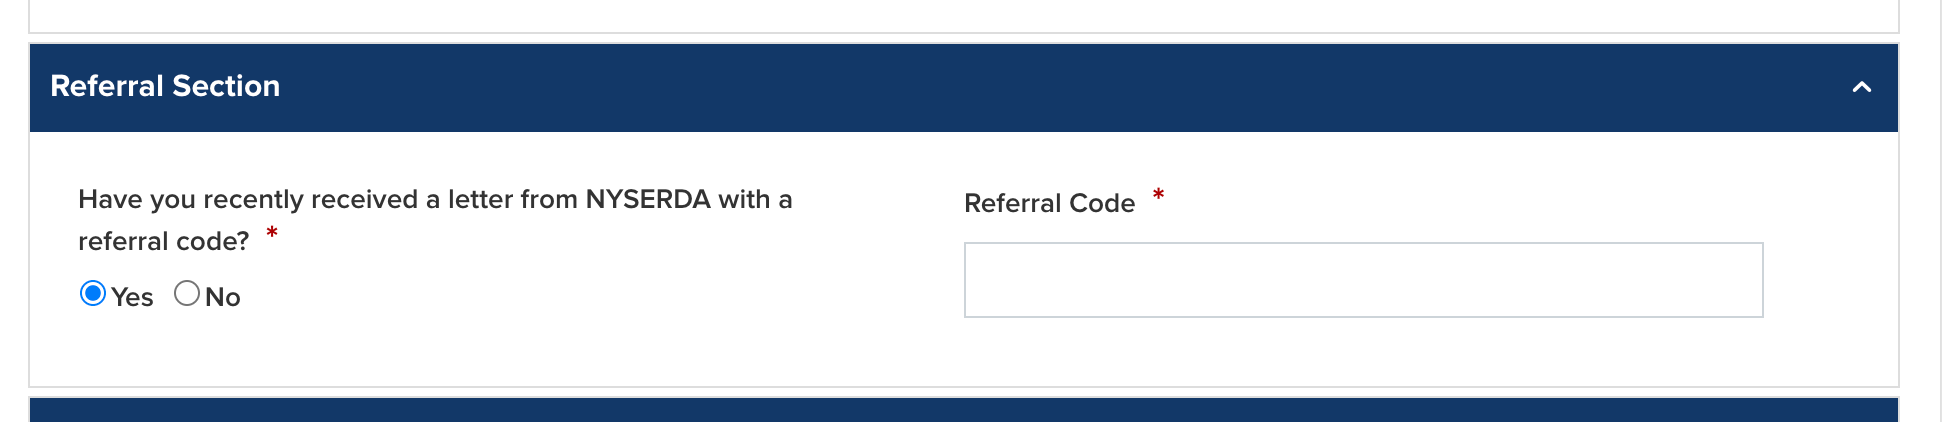 Referral Section
Have you recently received a letter from NYSERDA with a
referral code? *
Yes No
Referral Code *